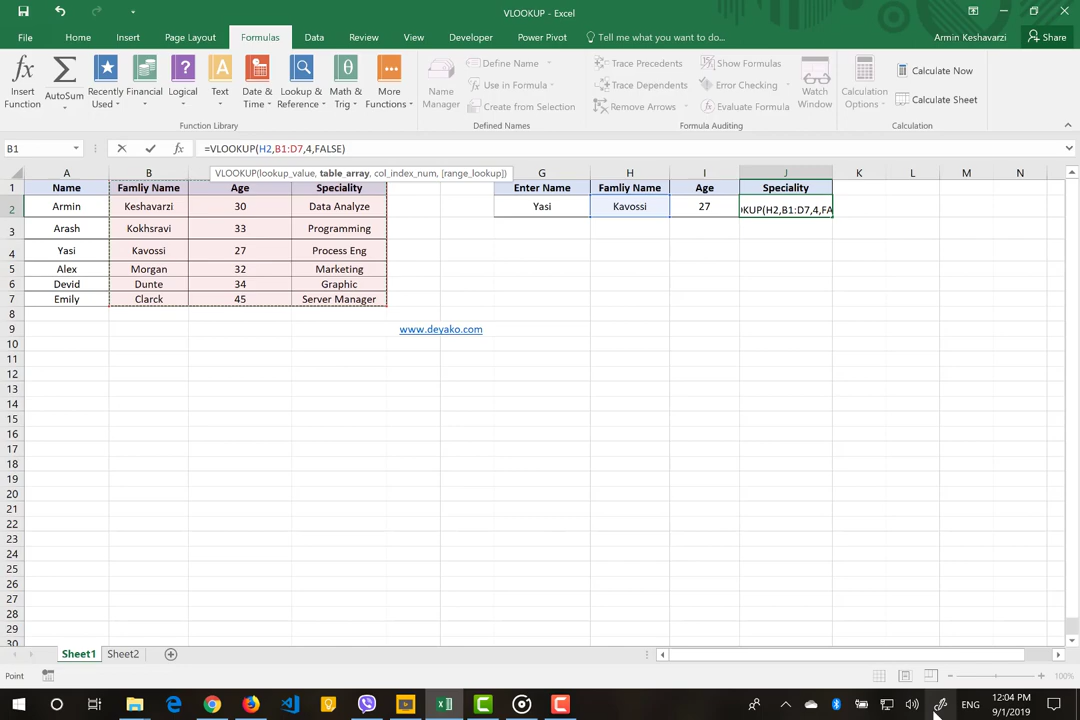 VLOOKUP - Excel
Armin Keshavarzi
Share
File
Home
Insert
Page Layout
Formulas
Data
Review
View
Developer
Power Pivot
Tell me what you want to do...
fx
Insert Function
AutoSum
Recently Used
Financial
Logical
Text
Date & Time
Lookup & Reference
Math & Trig
More Functions
Function Library
Name Manager
Define Name
Use in Formula
Create from Selection
Defined Names
Trace Precedents
Trace Dependents
Remove Arrows
Show Formulas
Error Checking
Evaluate Formula
Watch Window
Formula Auditing
Calculation Options
Calculate Now
Calculate Sheet
Calculation
B1
fx
=VLOOKUP(H2,B1:D7,4,FALSE)
VLOOKUP(lookup_value, table_array, col_index_num, [range_lookup])
A B G H I J K L M N
1 Name Famliy Name Age Speciality Enter Name Famliy Name Age Speciality
2 Armin Keshavarzi 30 Data Analyze Yasi Kavossi 27 KUP(H2,B1:D7,4,FA
3 Arash Kokhsravi 33 Programming
4 Yasi Kavossi 27 Process Eng
5 Alex Morgan 32 Marketing
6 Devid Dunte 34 Graphic
7 Emily Clarck 45 Server Manager
8
9 www.deyako.com
10
11
12
13
14
15
16
17
18
19
20
21
22
23
24
25
26
27
28
29
30
Sheet1 Sheet2
Point
100%
ENG
12:04 PM
9/1/2019